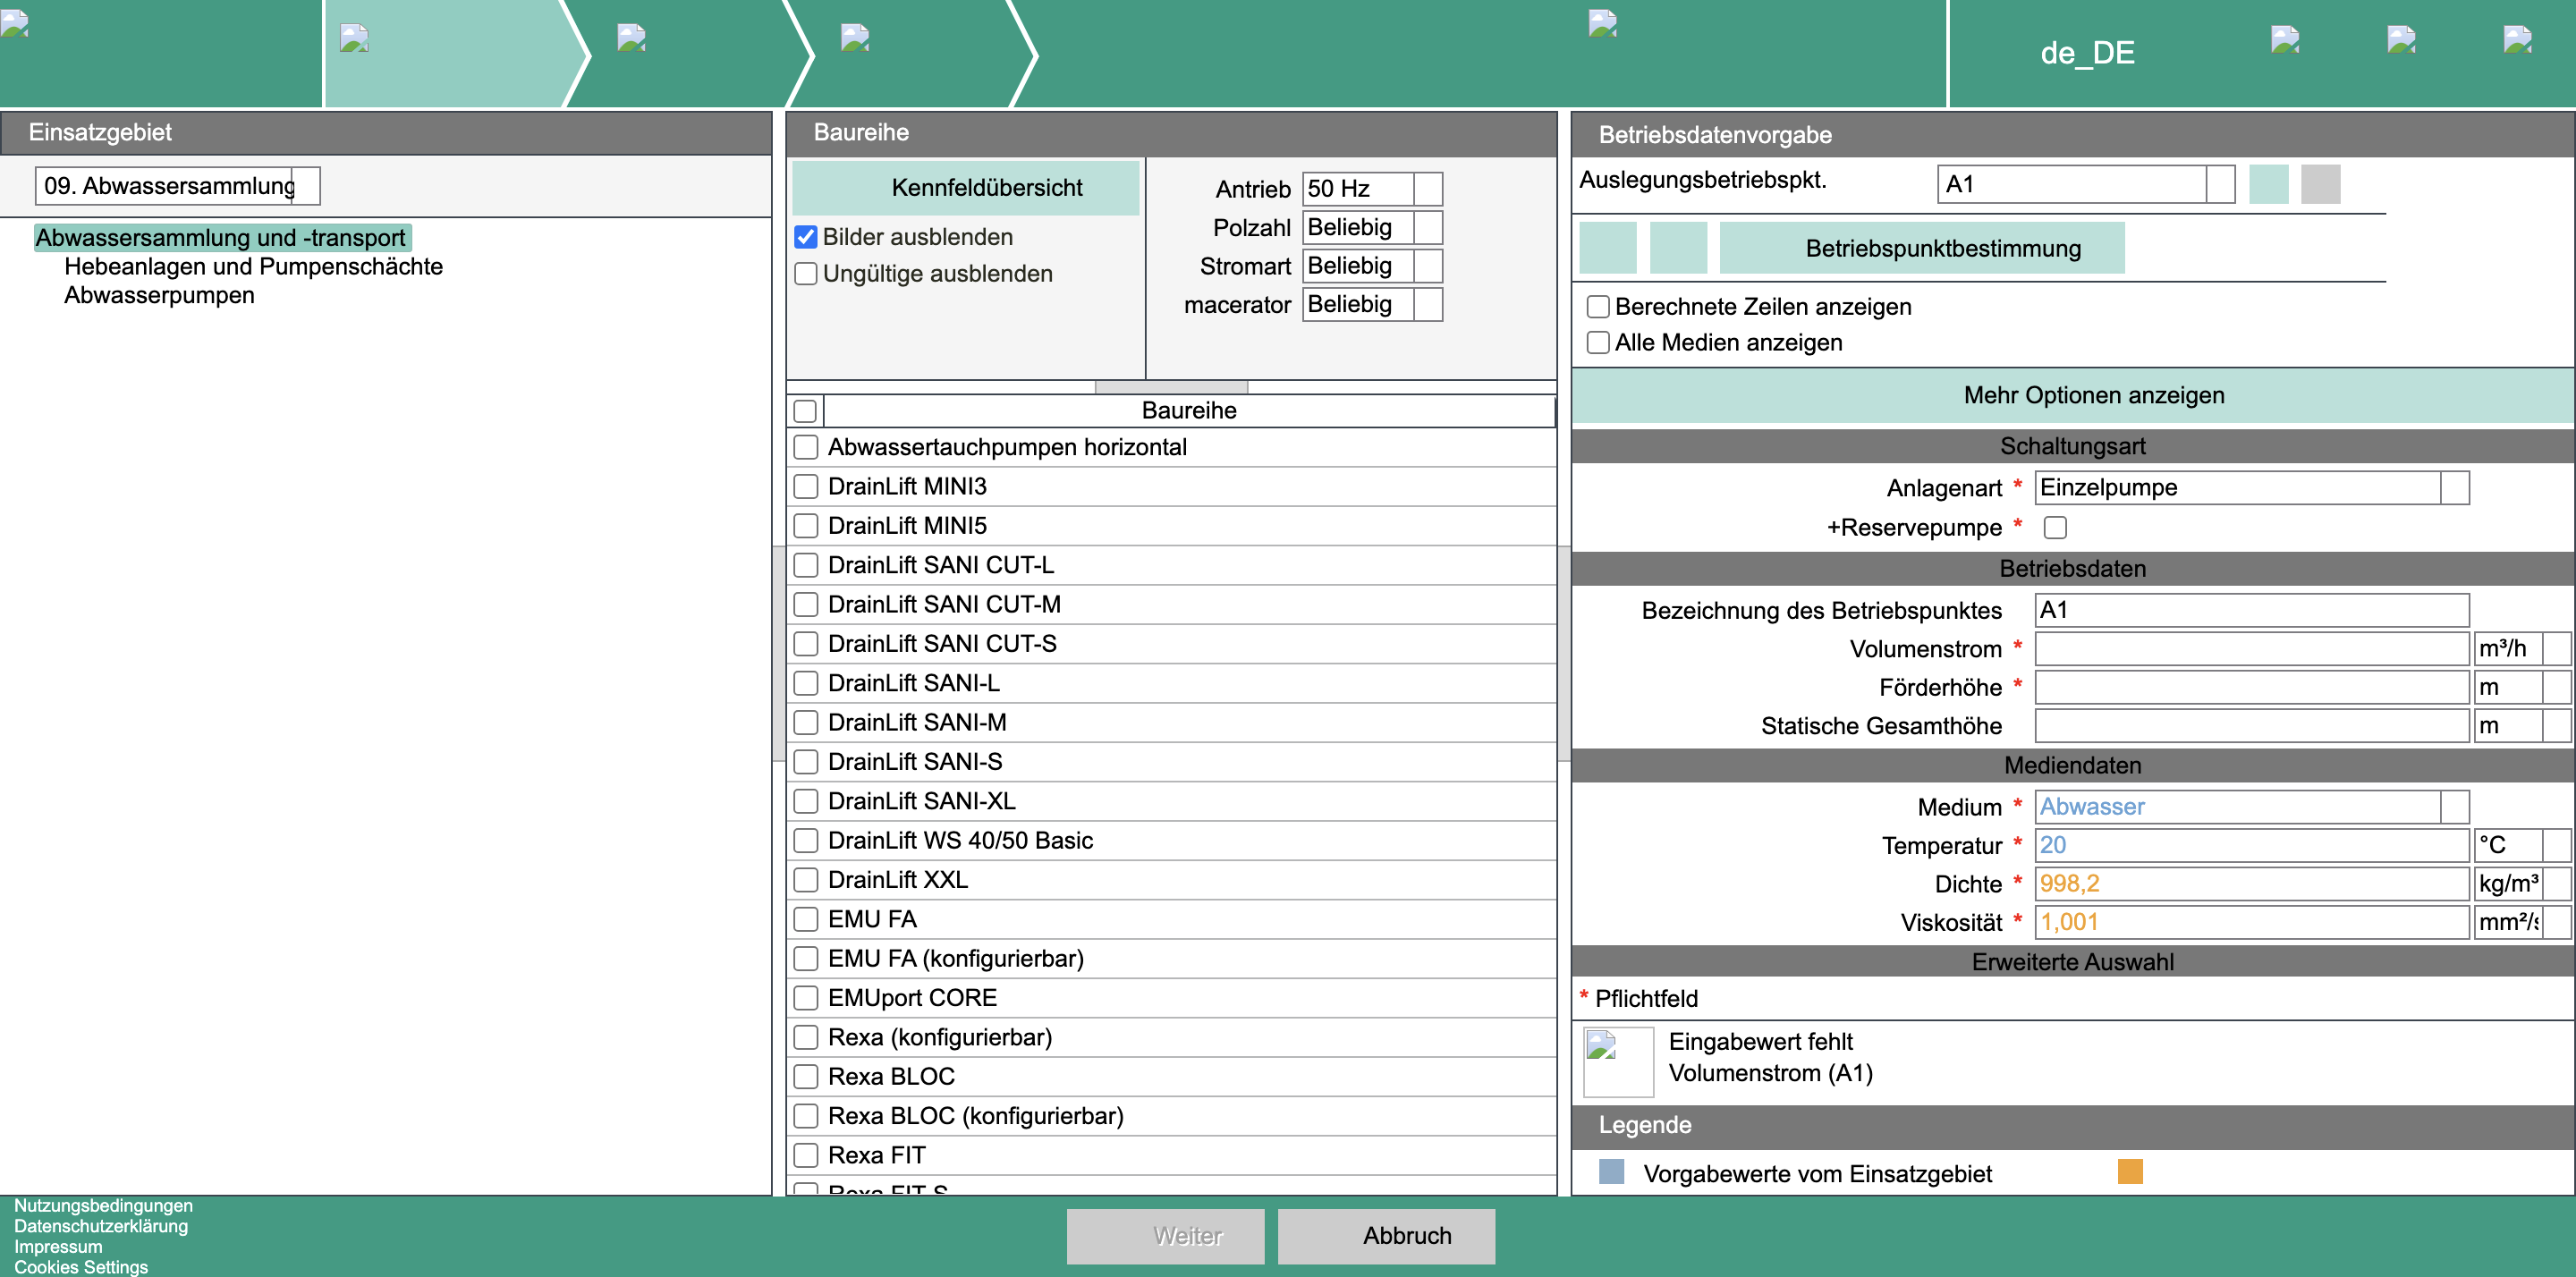 de_DE
Einsatzgebiet
09. Abwassersammlung
Abwassersammlung und -transport
Hebeanlagen und Pumpenschächte
Abwasserpumpen
Baureihe
Kennfeldübersicht
Bilder ausblenden
Ungültige ausblenden
Antrieb 50 Hz
Polzahl Beliebig
Stromart Beliebig
macerator Beliebig
Baureihe
Abwassertauchpumpen horizontal
DrainLift MINI3
DrainLift MINI5
DrainLift SANI CUT-L
DrainLift SANI CUT-M
DrainLift SANI CUT-S
DrainLift SANI-L
DrainLift SANI-M
DrainLift SANI-S
DrainLift SANI-XL
DrainLift WS 40/50 Basic
DrainLift XXL
EMU FA
EMU FA (konfigurierbar)
EMUport CORE
Rexa (konfigurierbar)
Rexa BLOC
Rexa BLOC (konfigurierbar)
Rexa FIT
Rexa FIT S
Betriebsdatenvorgabe
Auslegungsbetriebspkt. A1
Betriebspunktbestimmung
Berechnete Zeilen anzeigen
Alle Medien anzeigen
Mehr Optionen anzeigen
Schaltungsart
Anlagenart * Einzelpumpe
+Reservepumpe *
Betriebsdaten
Bezeichnung des Betriebspunktes A1
Volumenstrom * m³/h
Förderhöhe * m
Statische Gesamthöhe m
Mediendaten
Medium * Abwasser
Temperatur * 20 °C
Dichte * 998,2 kg/m³
Viskosität * 1,001 mm²/s
Erweiterte Auswahl
* Pflichtfeld
Eingabewert fehlt
Volumenstrom (A1)
Legende
Vorgabewerte vom Einsatzgebiet
Nutzungsbedingungen
Datenschutzerklärung
Impressum
Cookies Settings
Weiter
Abbruch